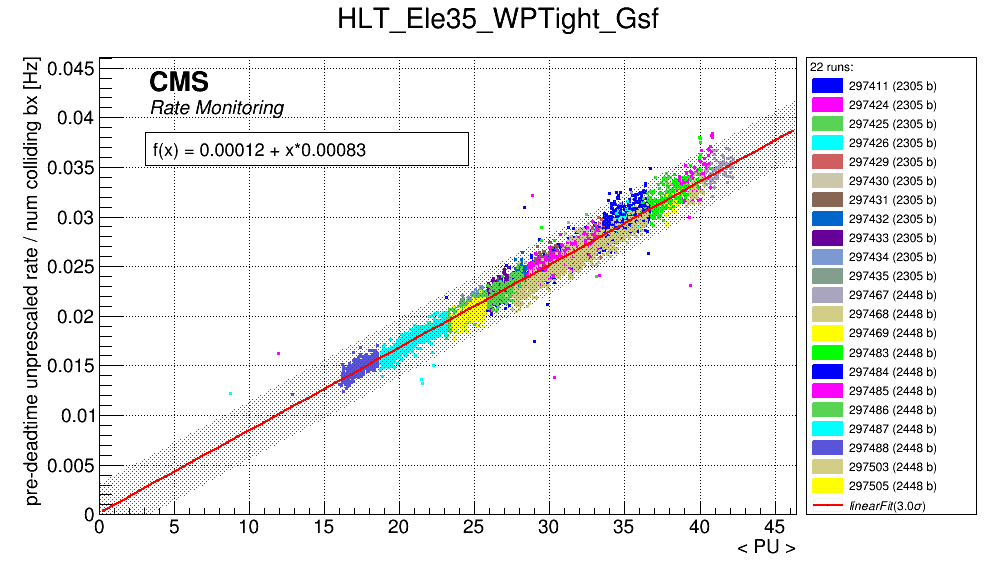 HLT_Ele35_WPTight_Gsf
pre-deadtime unprescaled rate / num colliding bx [Hz]
0.045
0.04
0.035
0.03
0.025
0.02
0.015
0.01
0.005
0
CMS
Rate Monitoring
f(x) = 0.00012 + x*0.00083
0 5 10 15 20 25 30 35 40 45
< PU >
22 runs:
297411 (2305 b)
297424 (2305 b)
297425 (2305 b)
297426 (2305 b)
297429 (2305 b)
297430 (2305 b)
297431 (2305 b)
297432 (2305 b)
297433 (2305 b)
297434 (2305 b)
297435 (2305 b)
297467 (2448 b)
297468 (2448 b)
297469 (2448 b)
297483 (2448 b)
297484 (2448 b)
297485 (2448 b)
297486 (2448 b)
297487 (2448 b)
297488 (2448 b)
297503 (2448 b)
297505 (2448 b)
linearFit(3.0σ)